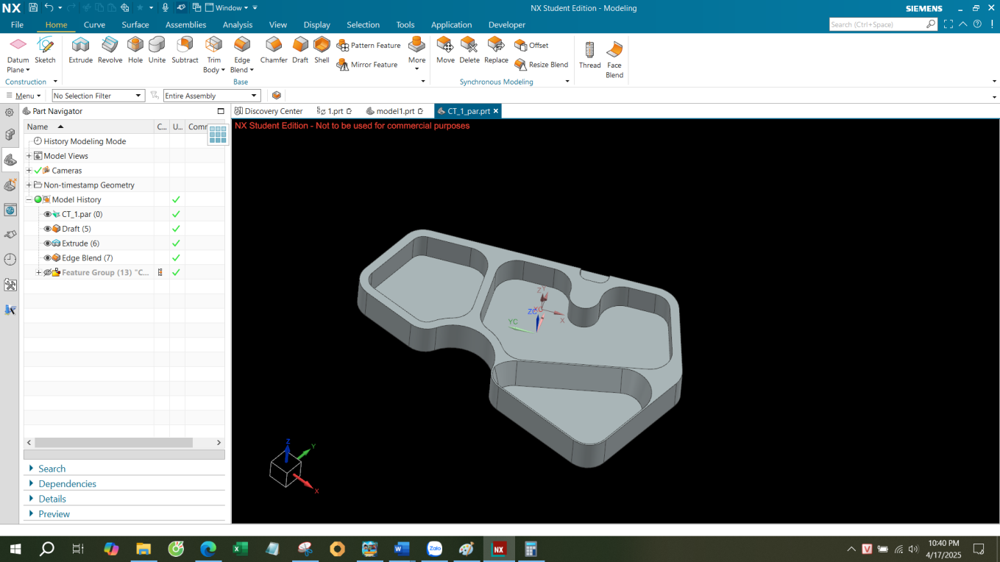 NX
Window
NX Student Edition - Modeling
SIEMENS
File Home Curve Surface Assemblies Analysis View Display Selection Tools Application Developer
Search (Ctrl+Space)
Datum Plane
Sketch
Extrude
Revolve
Hole
Unite
Subtract
Trim Body
Edge Blend
Chamfer
Draft
Shell
Pattern Feature
Mirror Feature
More
Move
Delete
Replace
Offset
Resize Blend
Thread
Face Blend
Construction
Base
Synchronous Modeling
Menu
No Selection Filter
Entire Assembly
Part Navigator
Discovery Center
1.prt
model1.prt
CT_1_par.prt
Name C... U... Comr
NX Student Edition - Not to be used for commercial purposes
History Modeling Mode
Model Views
Cameras
Non-timestamp Geometry
Model History
CT_1.par (0)
Draft (5)
Extrude (6)
Edge Blend (7)
Feature Group (13) "C...
ZC
YC
X
Z
Y
X
Search
Dependencies
Details
Preview
Zalo
NX
V
10:40 PM
4/17/2025